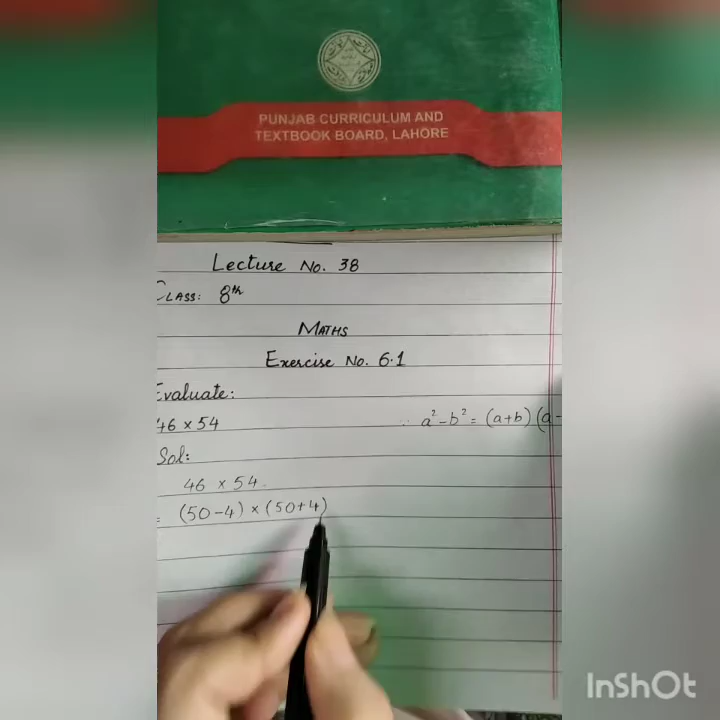 PUNJAB CURRICULUM AND
TEXTBOOK BOARD, LAHORE
Lecture No. 38
CLASS: 8th
MATHS
Exercise No. 6.1
Evaluate:
46 × 54
∵ a² - b² = (a+b) (a-
Sol:
46 × 54.
= (50-4) × (50+4)
InShOt